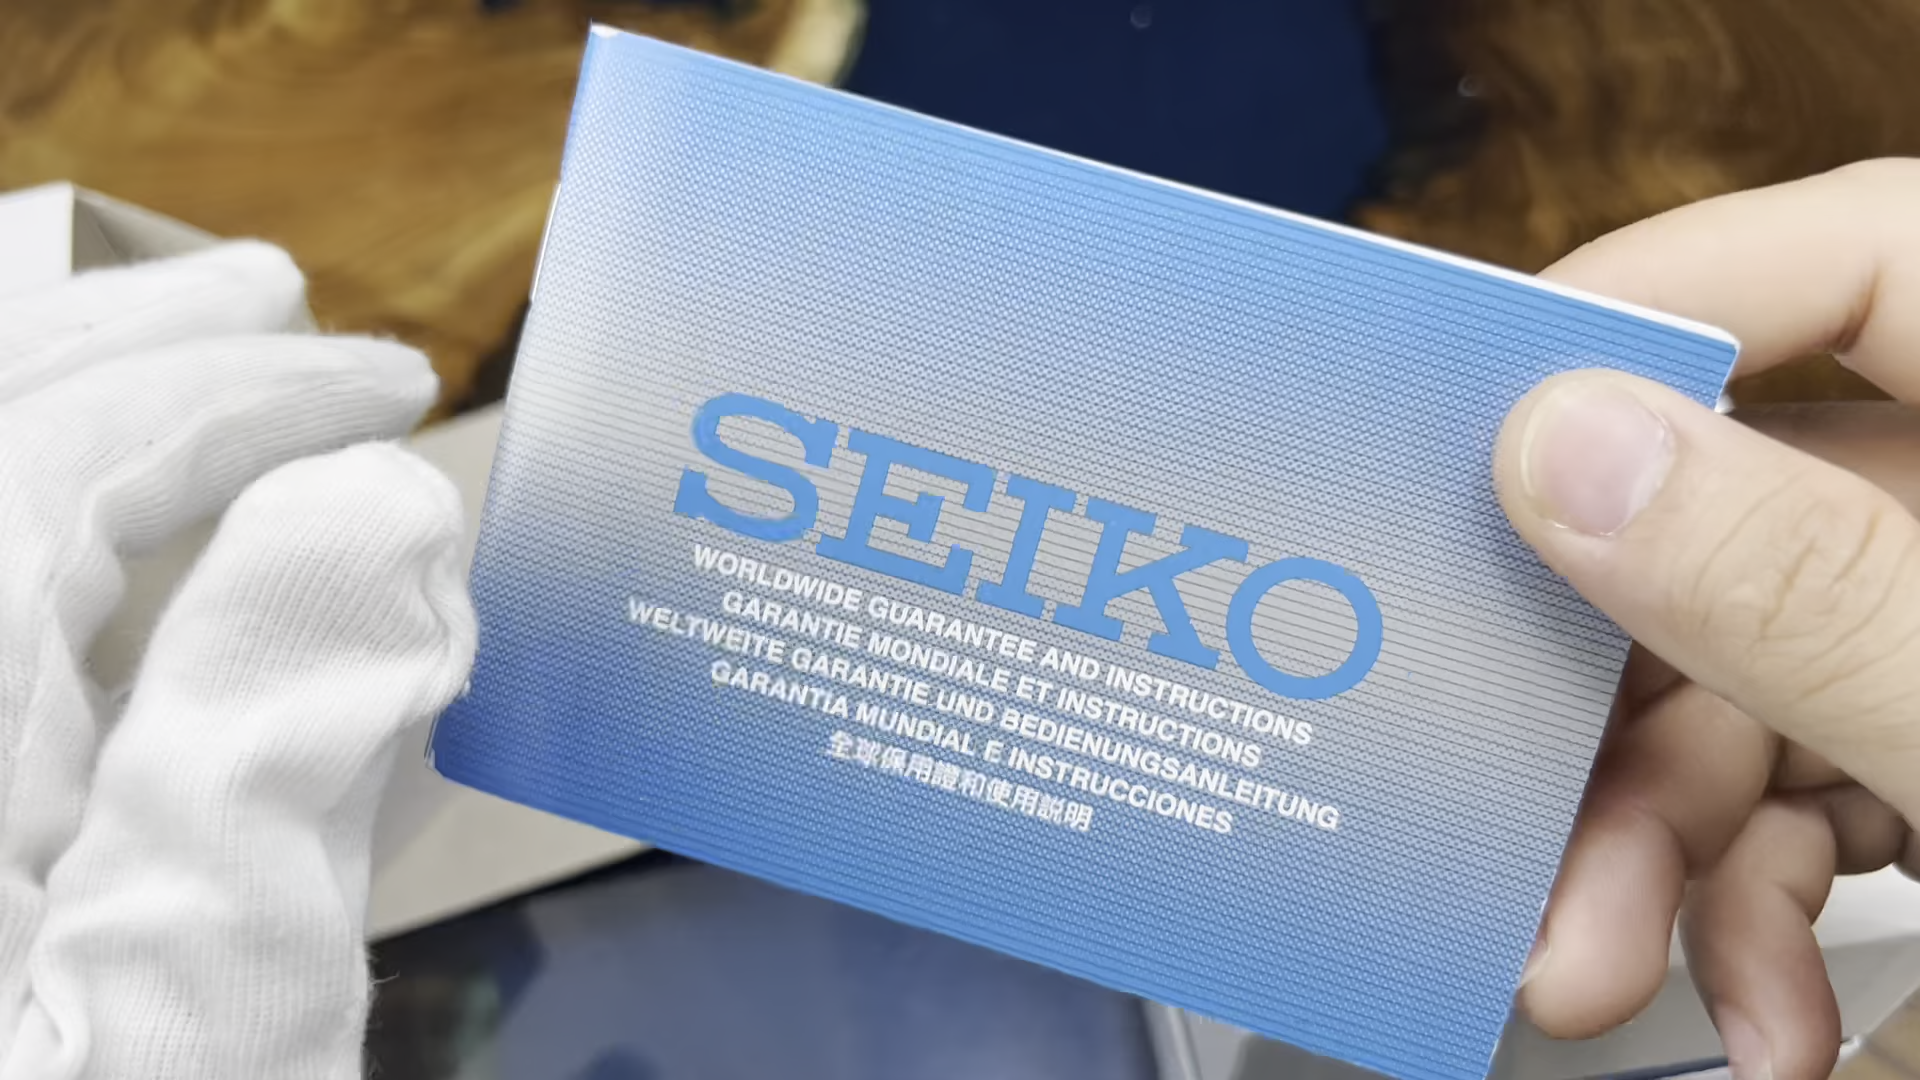 SEIKO
WORLDWIDE GUARANTEE AND INSTRUCTIONS
GARANTIE MONDIALE ET INSTRUCTIONS
WELTWEITE GARANTIE UND BEDIENUNGSANLEITUNG
GARANTIA MUNDIAL E INSTRUCCIONES
全球保用證和使用説明